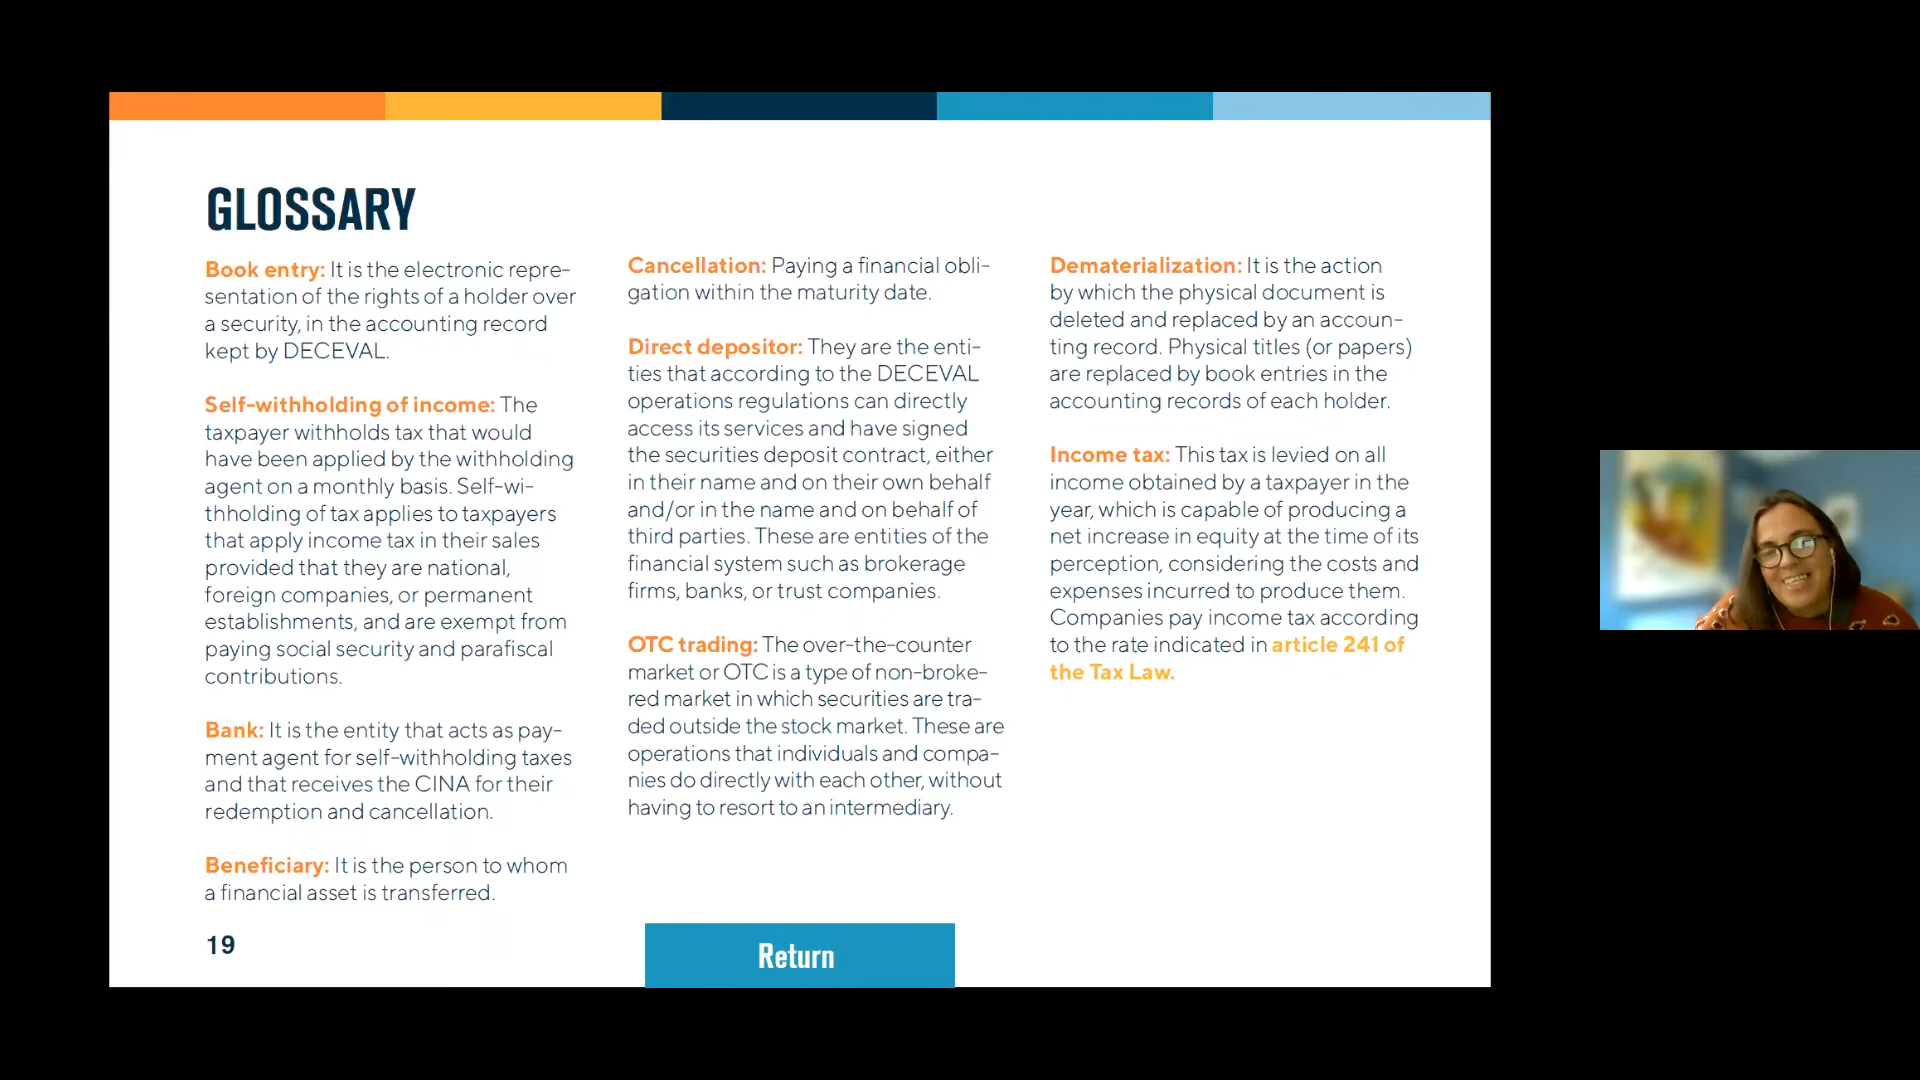 GLOSSARY
Book entry: It is the electronic repre-
sentation of the rights of a holder over
a security, in the accounting record
kept by DECEVAL.
Self-withholding of income: The
taxpayer withholds tax that would
have been applied by the withholding
agent on a monthly basis. Self-wi-
thholding of tax applies to taxpayers
that apply income tax in their sales
provided that they are national,
foreign companies, or permanent
establishments, and are exempt from
paying social security and parafiscal
contributions.
Bank: It is the entity that acts as pay-
ment agent for self-withholding taxes
and that receives the CINA for their
redemption and cancellation.
Beneficiary: It is the person to whom
a financial asset is transferred.
Cancellation: Paying a financial obli-
gation within the maturity date.
Direct depositor: They are the enti-
ties that according to the DECEVAL
operations regulations can directly
access its services and have signed
the securities deposit contract, either
in their name and on their own behalf
and/or in the name and on behalf of
third parties. These are entities of the
financial system such as brokerage
firms, banks, or trust companies.
OTC trading: The over-the-counter
market or OTC is a type of non-broke-
red market in which securities are tra-
ded outside the stock market. These are
operations that individuals and compa-
nies do directly with each other, without
having to resort to an intermediary.
Dematerialization: It is the action
by which the physical document is
deleted and replaced by an accoun-
ting record. Physical titles (or papers)
are replaced by book entries in the
accounting records of each holder.
Income tax: This tax is levied on all
income obtained by a taxpayer in the
year, which is capable of producing a
net increase in equity at the time of its
perception, considering the costs and
expenses incurred to produce them.
Companies pay income tax according
to the rate indicated in article 241 of
the Tax Law.
19
Return